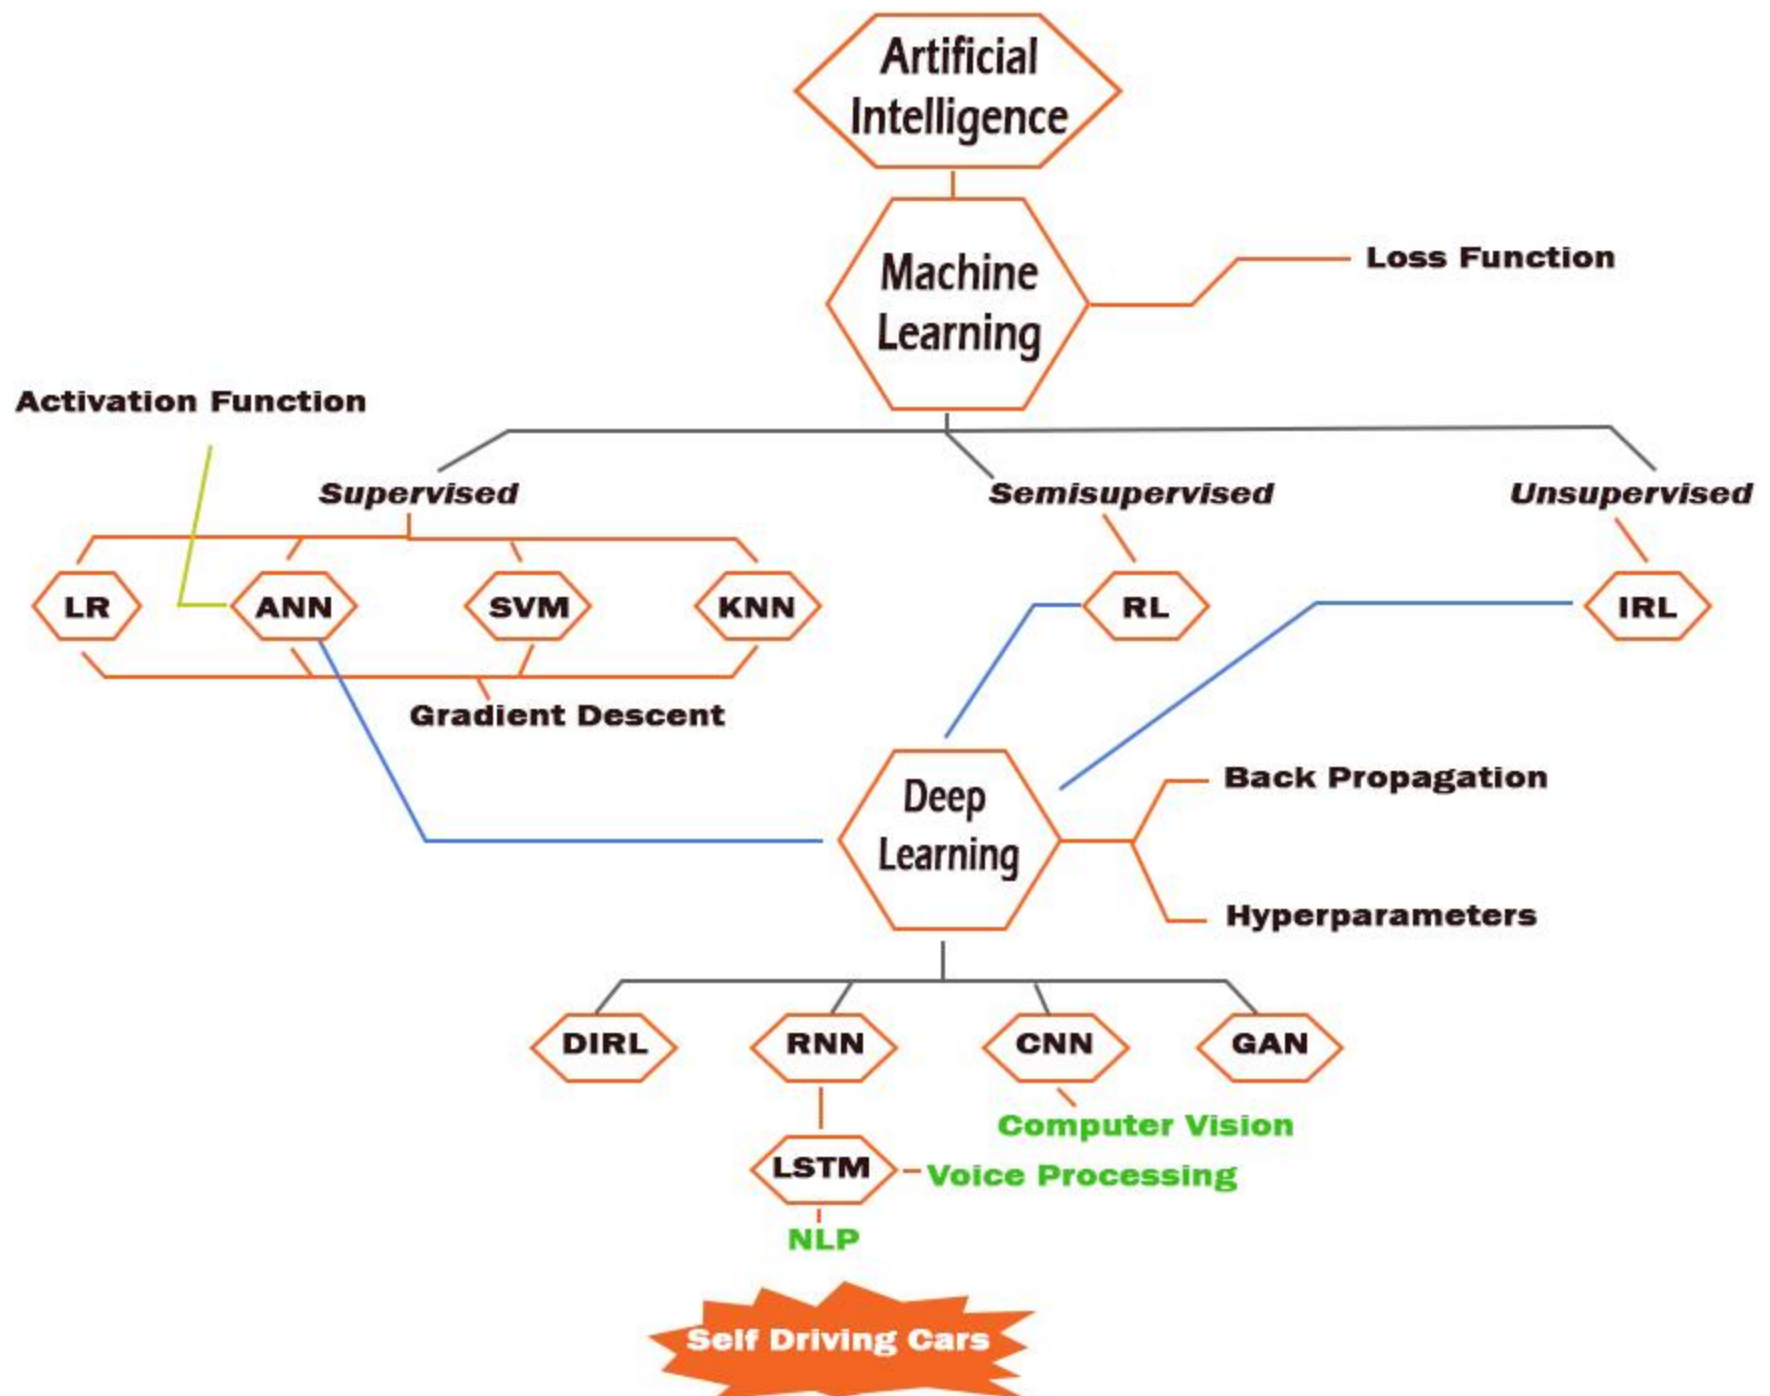 Artificial
Intelligence
Machine
Learning
Loss Function
Activation Function
Supervised
Semisupervised
Unsupervised
LR
ANN
SVM
KNN
RL
IRL
Gradient Descent
Deep
Learning
Back Propagation
Hyperparameters
DIRL
RNN
CNN
GAN
Computer Vision
LSTM
Voice Processing
NLP
Self Driving Cars